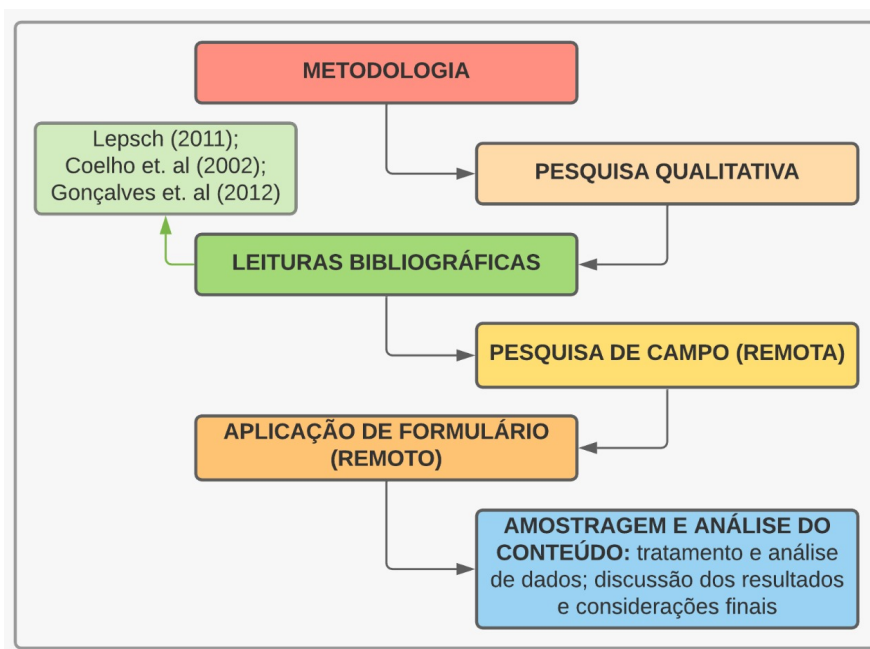 METODOLOGIA
Lepsch (2011);
Coelho et. al (2002);
Gonçalves et. al (2012)
PESQUISA QUALITATIVA
LEITURAS BIBLIOGRÁFICAS
PESQUISA DE CAMPO (REMOTA)
APLICAÇÃO DE FORMULÁRIO
(REMOTO)
AMOSTRAGEM E ANÁLISE DO
CONTEÚDO: tratamento e análise
de dados; discussão dos resultados
e considerações finais